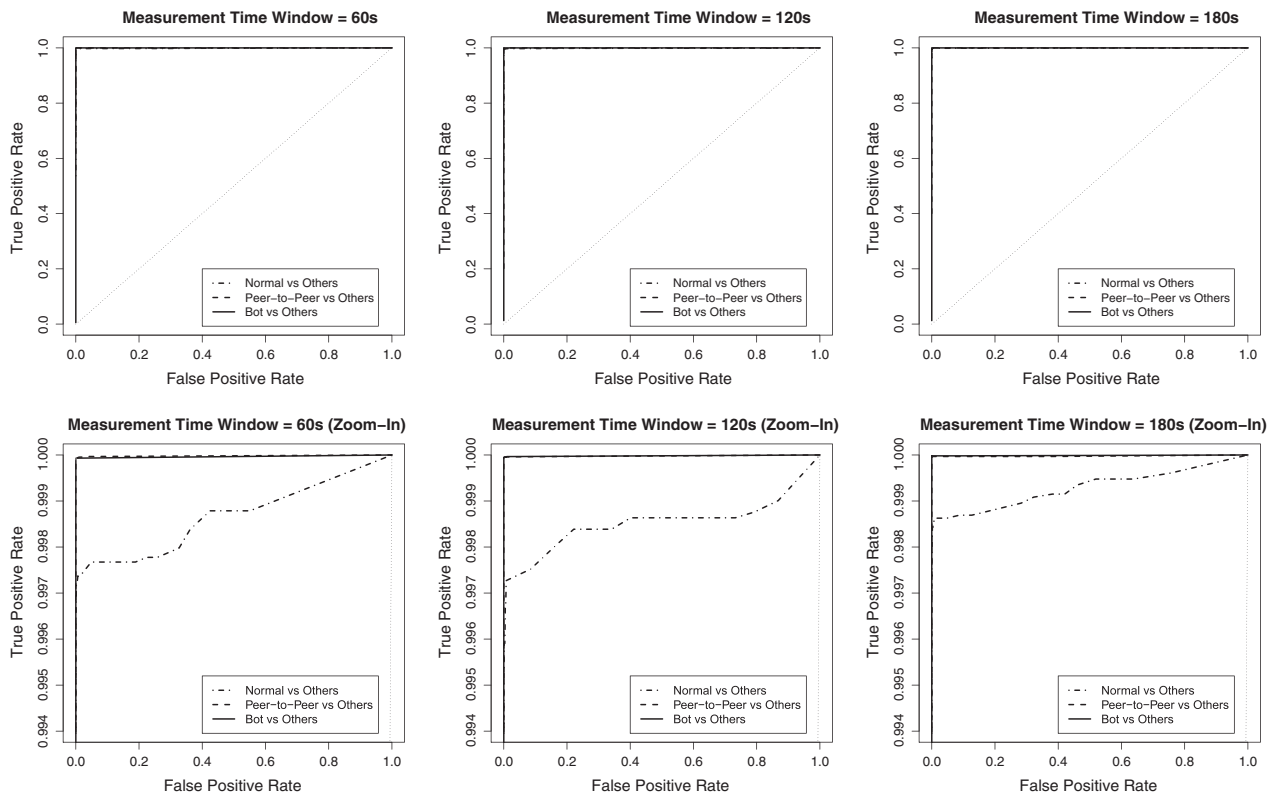 Measurement Time Window = 60s
True Positive Rate
1.0
0.8
0.6
0.4
0.2
0.0
Normal vs Others
Peer−to−Peer vs Others
Bot vs Others
0.0 0.2 0.4 0.6 0.8 1.0
False Positive Rate
Measurement Time Window = 120s
True Positive Rate
1.0
0.8
0.6
0.4
0.2
0.0
Normal vs Others
Peer−to−Peer vs Others
Bot vs Others
0.0 0.2 0.4 0.6 0.8 1.0
False Positive Rate
Measurement Time Window = 180s
True Positive Rate
1.0
0.8
0.6
0.4
0.2
0.0
Normal vs Others
Peer−to−Peer vs Others
Bot vs Others
0.0 0.2 0.4 0.6 0.8 1.0
False Positive Rate
Measurement Time Window = 60s (Zoom−In)
True Positive Rate
1.000
0.999
0.998
0.997
0.996
0.995
0.994
Normal vs Others
Peer−to−Peer vs Others
Bot vs Others
0.0 0.2 0.4 0.6 0.8 1.0
False Positive Rate
Measurement Time Window = 120s (Zoom−In)
True Positive Rate
1.000
0.999
0.998
0.997
0.996
0.995
0.994
Normal vs Others
Peer−to−Peer vs Others
Bot vs Others
0.0 0.2 0.4 0.6 0.8 1.0
False Positive Rate
Measurement Time Window = 180s (Zoom−In)
True Positive Rate
1.000
0.999
0.998
0.997
0.996
0.995
0.994
Normal vs Others
Peer−to−Peer vs Others
Bot vs Others
0.0 0.2 0.4 0.6 0.8 1.0
False Positive Rate